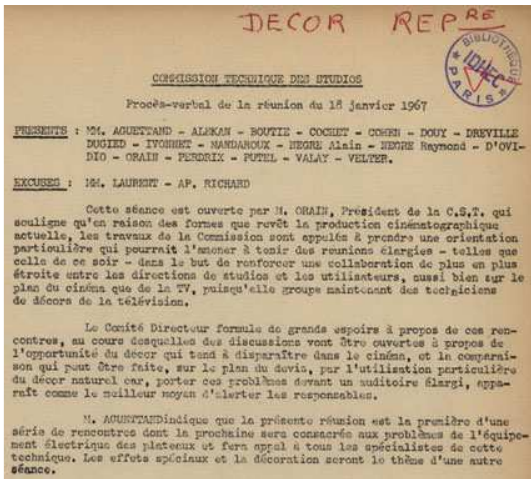 DECOR REPRE
BIBLIOTHEQUE
IDHEC
PARIS
COMMISSION TECHNIQUE DES STUDIOS
Procès-verbal de la réunion du 18 janvier 1967
PRESENTS : MM. AGUETTAND - ALEKAN - BOUTIE - COCHET - COHEN - DOUY - DREVILLE
DUGIED - IVONNET - MANDAROUX - NEGRE Alain - NEGRE Raymond - D'OVI-
DIO - ORAIN - PERDRIX - PUTEL - VALAY - VELTER.
EXCUSES : MM. LAURENT - AP. RICHARD
Cette séance est ouverte par M. ORAIN, Président de la C.S.T. qui
souligne qu'en raison des formes que revêt la production cinématographique
actuelle, les travaux de la Commission sont appelés à prendre une orientation
particulière qui pourrait l'amener à tenir des réunions élargies - telles que
celle de ce soir - dans le but de renforcer une collaboration de plus en plus
étroite entre les directions de studios et les utilisateurs, aussi bien sur le
plan du cinéma que de la TV, puisqu'elle groupe maintenant des techniciens
de décors de la télévision.
Le Comité Directeur formule de grands espoirs à propos de ces ren-
contres, au cours desquelles des discussions vont être ouvertes à propos de
l'opportunité du décor qui tend à disparaître dans le cinéma, et la comparai-
son qui peut être faite, sur le plan du devis, par l'utilisation particulière
du décor naturel car, porter ces problèmes devant un auditoire élargi, appa-
raît comme le meilleur moyen d'alerter les responsables.
M. AGUETTANDindique que la présente réunion est la première d'une
série de rencontres dont la prochaine sera consacrée aux problèmes de l'équipe-
ment électrique des plateaux et fera appel à tous les spécialistes de cette
technique. Les effets spéciaux et la décoration seront le thème d'une autre
séance.